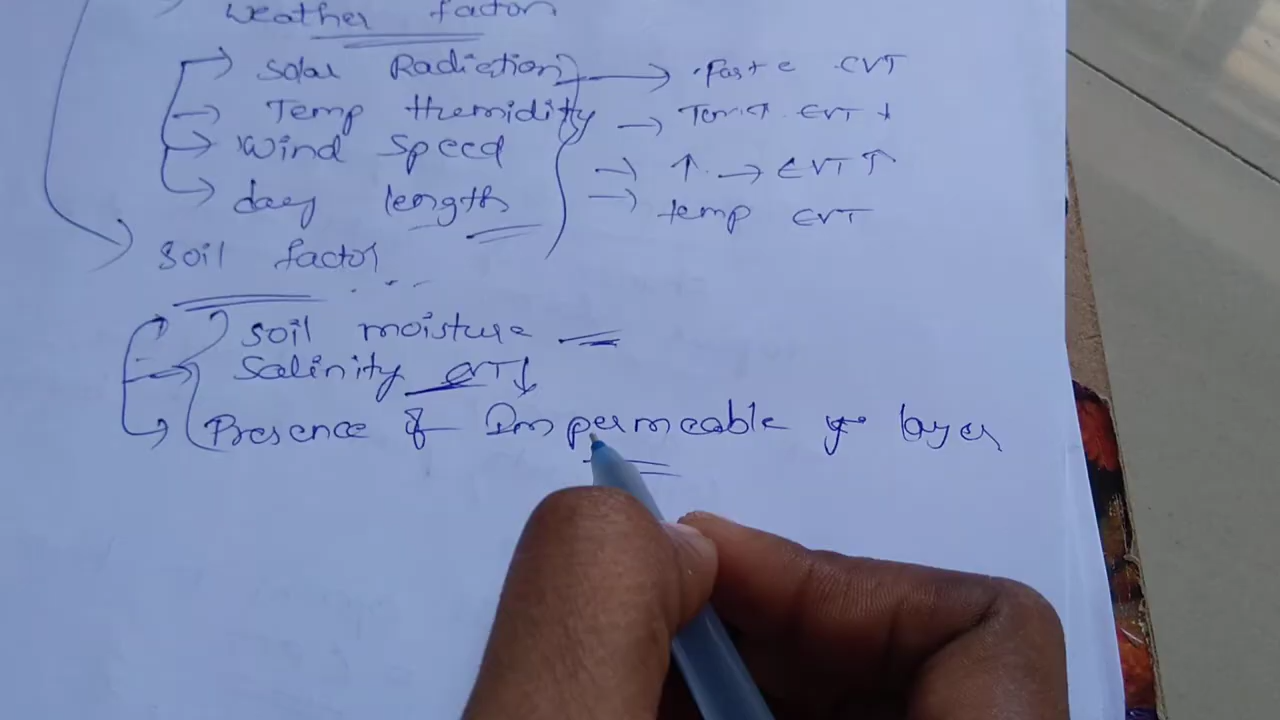 Weather factor
Solar Radiation → Faste EVT
Temp Humidity → EVT ↓
Wind Speed → ↑ → EVT ↑
day length → temp EVT
Soil factor
Soil moisture
Salinity EVT ↓
Presence of Impermeable layer